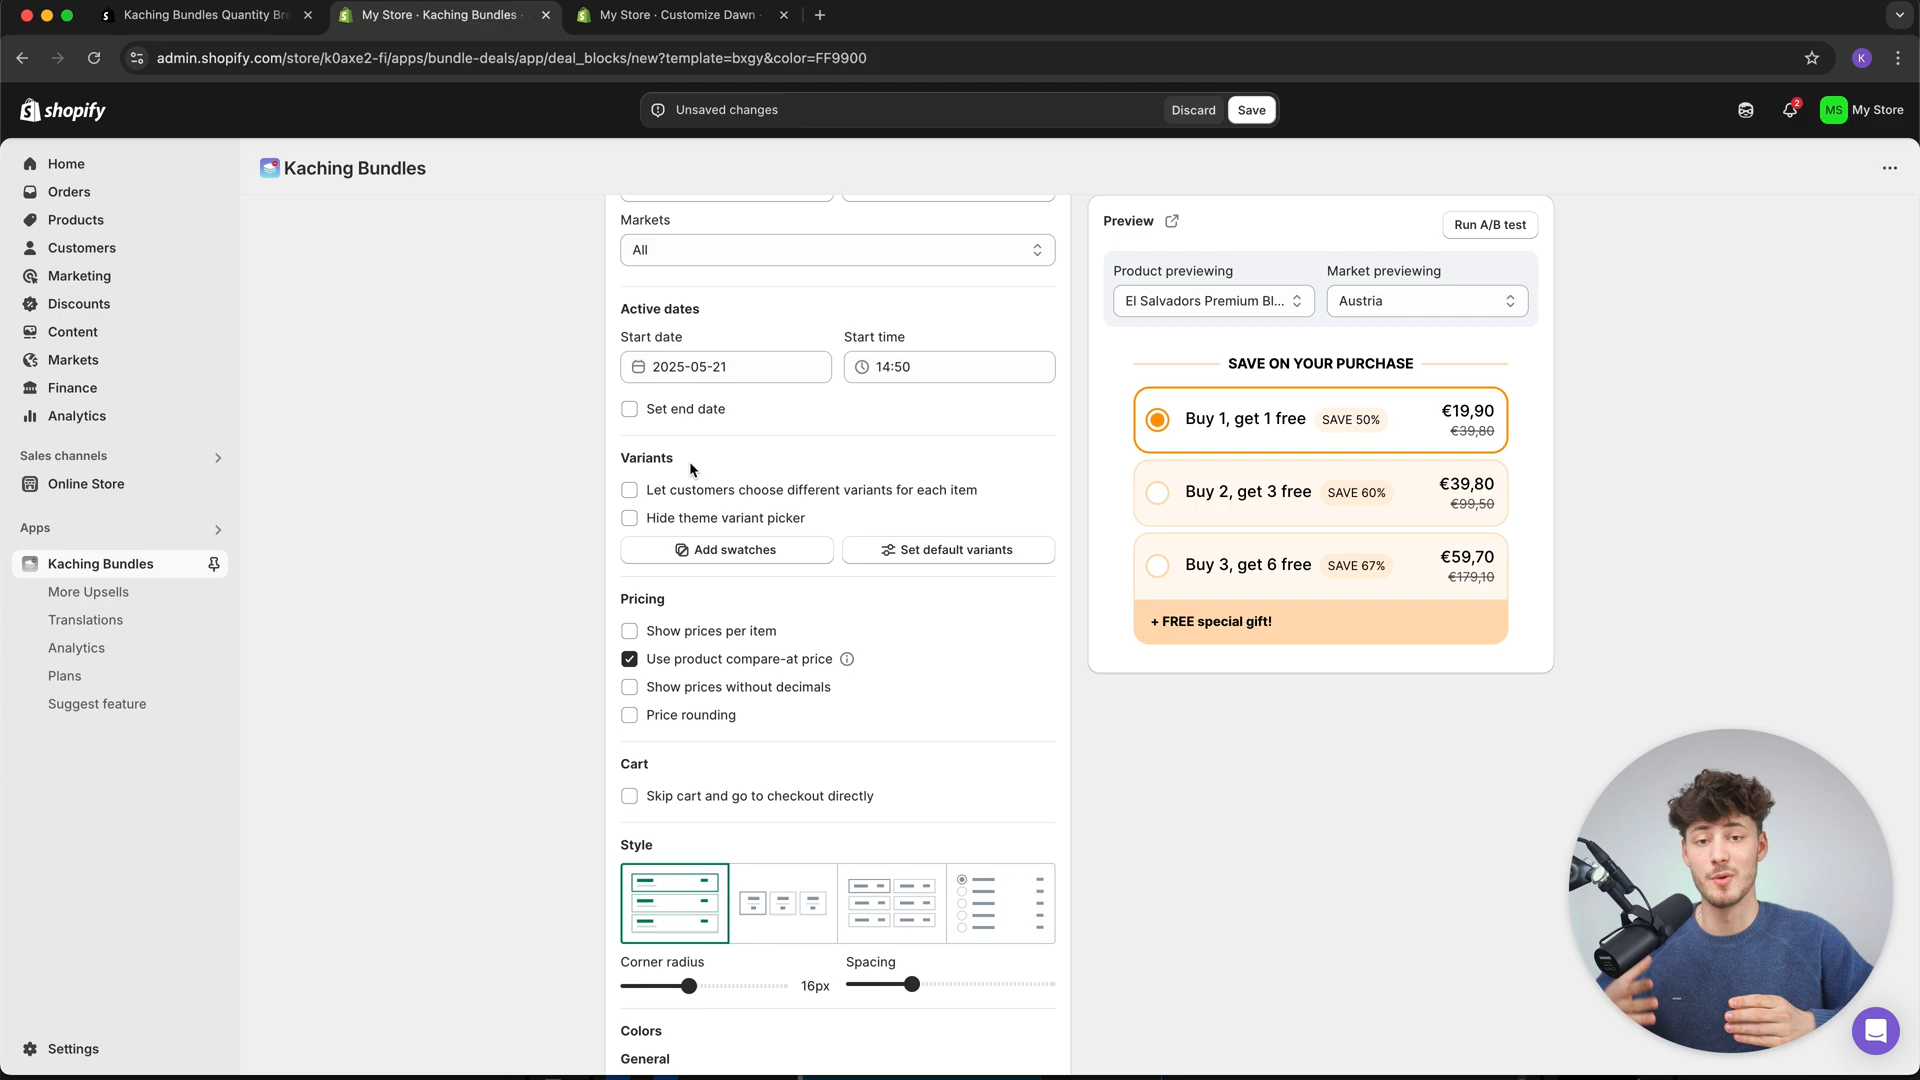 Kaching Bundles Quantity Bre
My Store · Kaching Bundles ·
My Store · Customize Dawn ·
admin.shopify.com/store/k0axe2-fi/apps/bundle-deals/app/deal_blocks/new?template=bxgy&color=FF9900
K
shopify
Unsaved changes
Discard
Save
2
MS
My Store
Home
Orders
Products
Customers
Marketing
Discounts
Content
Markets
Finance
Analytics
Sales channels
Online Store
Apps
Kaching Bundles
More Upsells
Translations
Analytics
Plans
Suggest feature
Settings
Kaching Bundles
Markets
All
Active dates
Start date
Start time
2025-05-21
14:50
Set end date
Variants
Let customers choose different variants for each item
Hide theme variant picker
Add swatches
Set default variants
Pricing
Show prices per item
Use product compare-at price
Show prices without decimals
Price rounding
Cart
Skip cart and go to checkout directly
Style
Corner radius
Spacing
16px
Colors
General
Preview
Run A/B test
Product previewing
Market previewing
El Salvadors Premium Bl...
Austria
SAVE ON YOUR PURCHASE
Buy 1, get 1 free SAVE 50% €19,90
€39,80
Buy 2, get 3 free SAVE 60% €39,80
€99,50
Buy 3, get 6 free SAVE 67% €59,70
€179,10
+ FREE special gift!